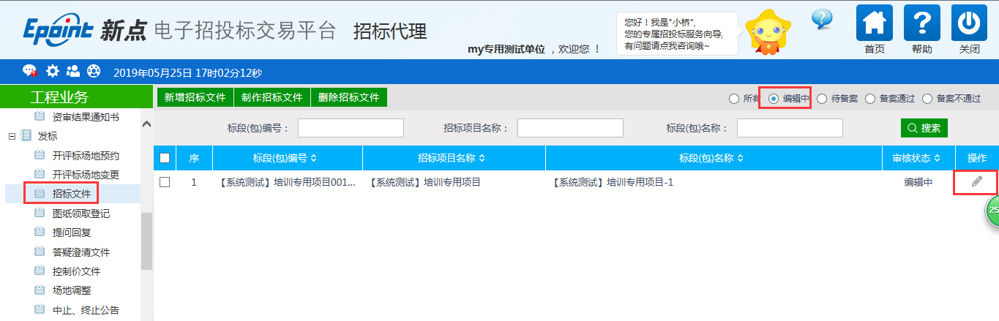 Epoint 新点 电子招投标交易平台 招标代理
您好！我是"小桥",
您的专属招投标服务向导,
有问题请点我咨询哦~
my专用测试单位 ，欢迎您 ！
首页 帮助 关闭
2019年05月25日 17时02分12秒
工程业务
新增招标文件 制作招标文件 删除招标文件
所有 编辑中 待备案 备案通过 备案不通过
资审结果通知书
发标
开评标场地预约
开评标场地变更
招标文件
图纸领取登记
提问回复
答疑澄清文件
控制价文件
场地调整
中止、终止公告
标段(包)编号： 招标项目名称： 标段(包)名称： 搜索
序 标段(包)编号 招标项目名称 标段(包)名称 审核状态 操作
1 【系统测试】培训专用项目001... 【系统测试】培训专用项目 【系统测试】培训专用项目-1 编辑中
25